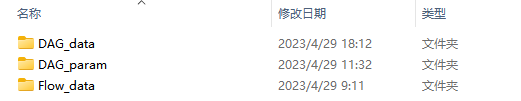 名称 修改日期 类型
DAG_data 2023/4/29 18:12 文件夹
DAG_param 2023/4/29 11:32 文件夹
Flow_data 2023/4/29 9:11 文件夹